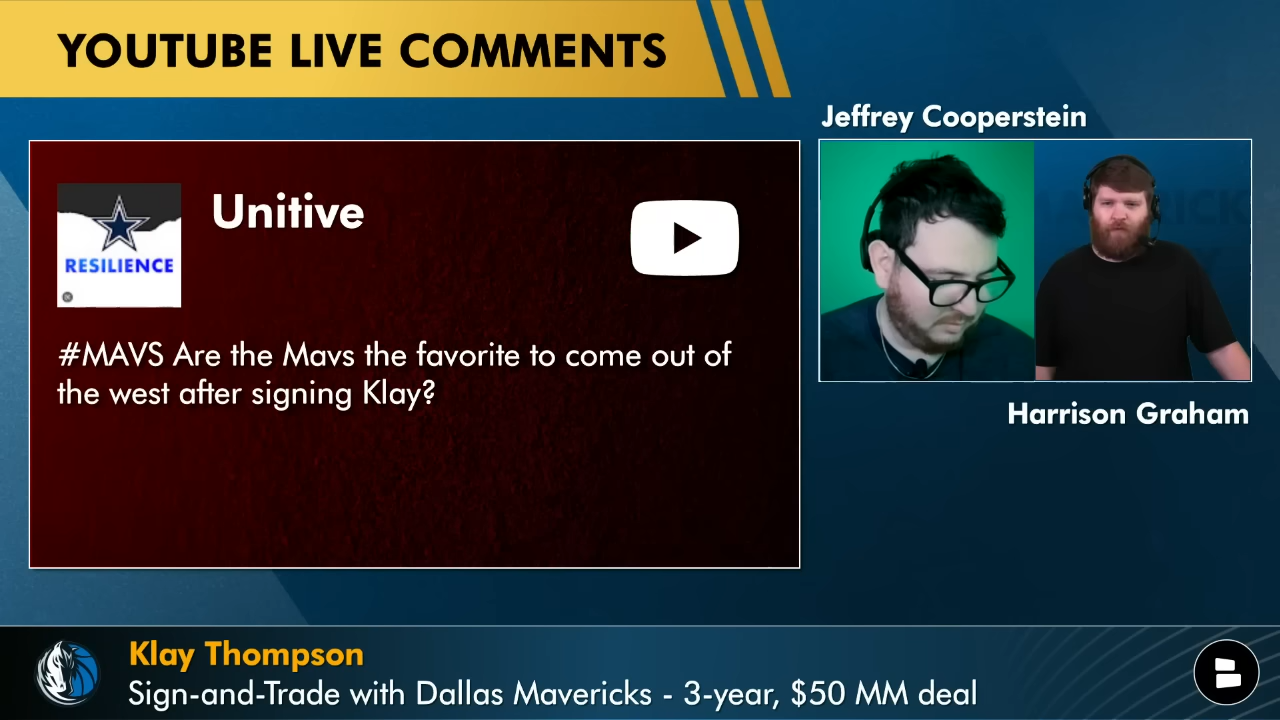 YOUTUBE LIVE COMMENTS
Jeffrey Cooperstein
Unitive
RESILIENCE
#MAVS Are the Mavs the favorite to come out of
the west after signing Klay?
Harrison Graham
Klay Thompson
Sign-and-Trade with Dallas Mavericks - 3-year, $50 MM deal